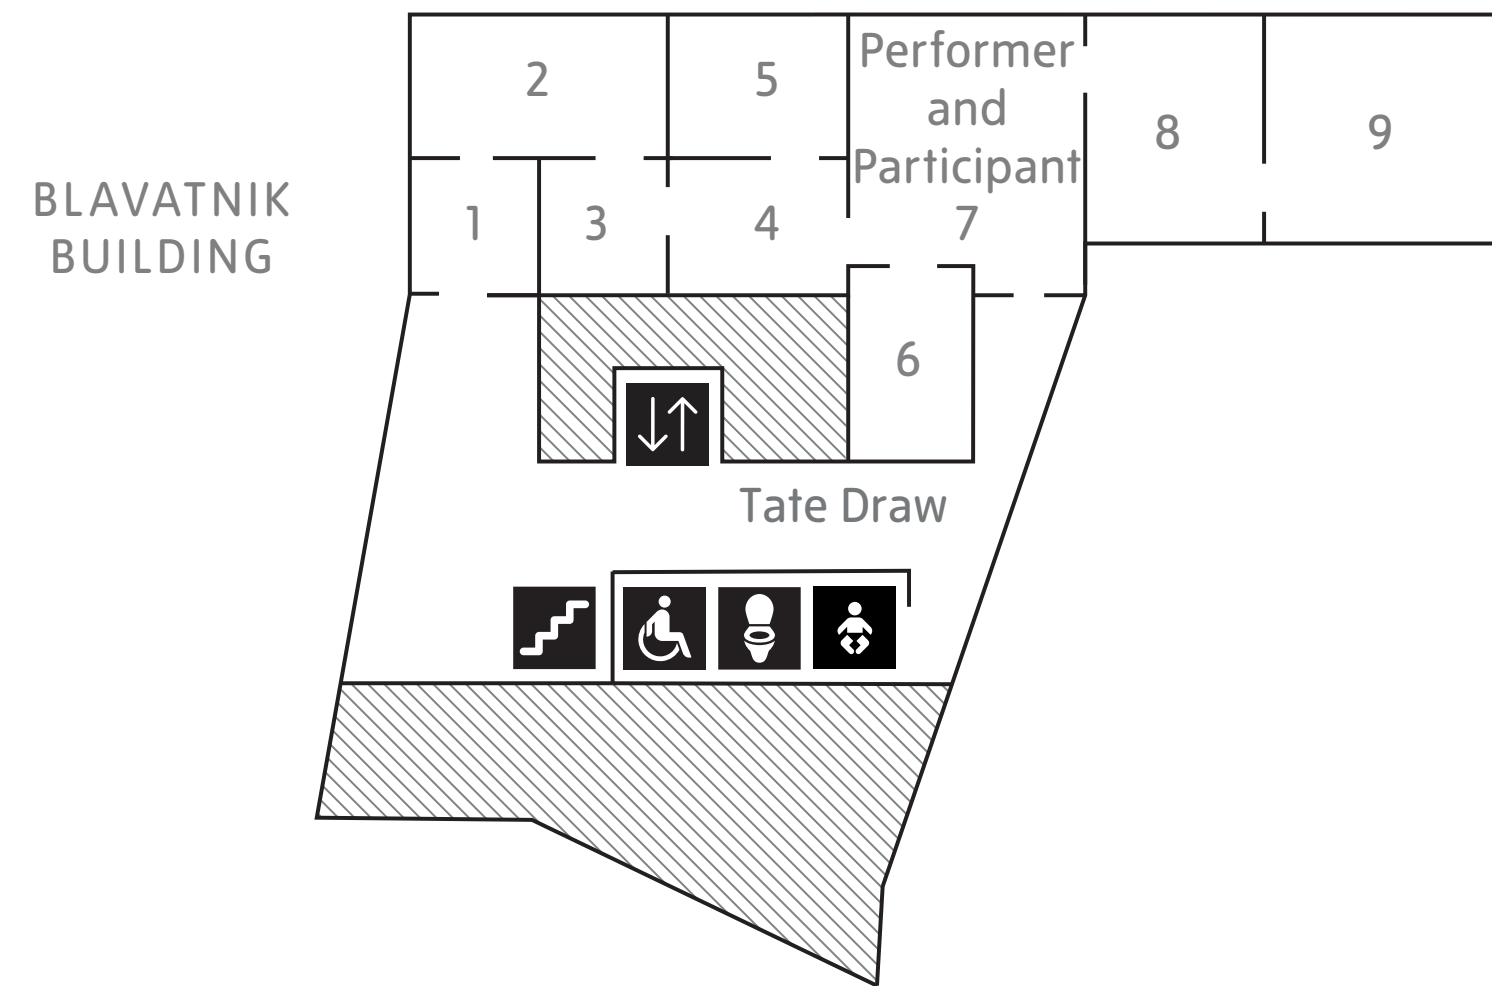 BLAVATNIK
BUILDING
2
5
Performer
and
Participant
7
8
9
1
3
4
6
Tate Draw